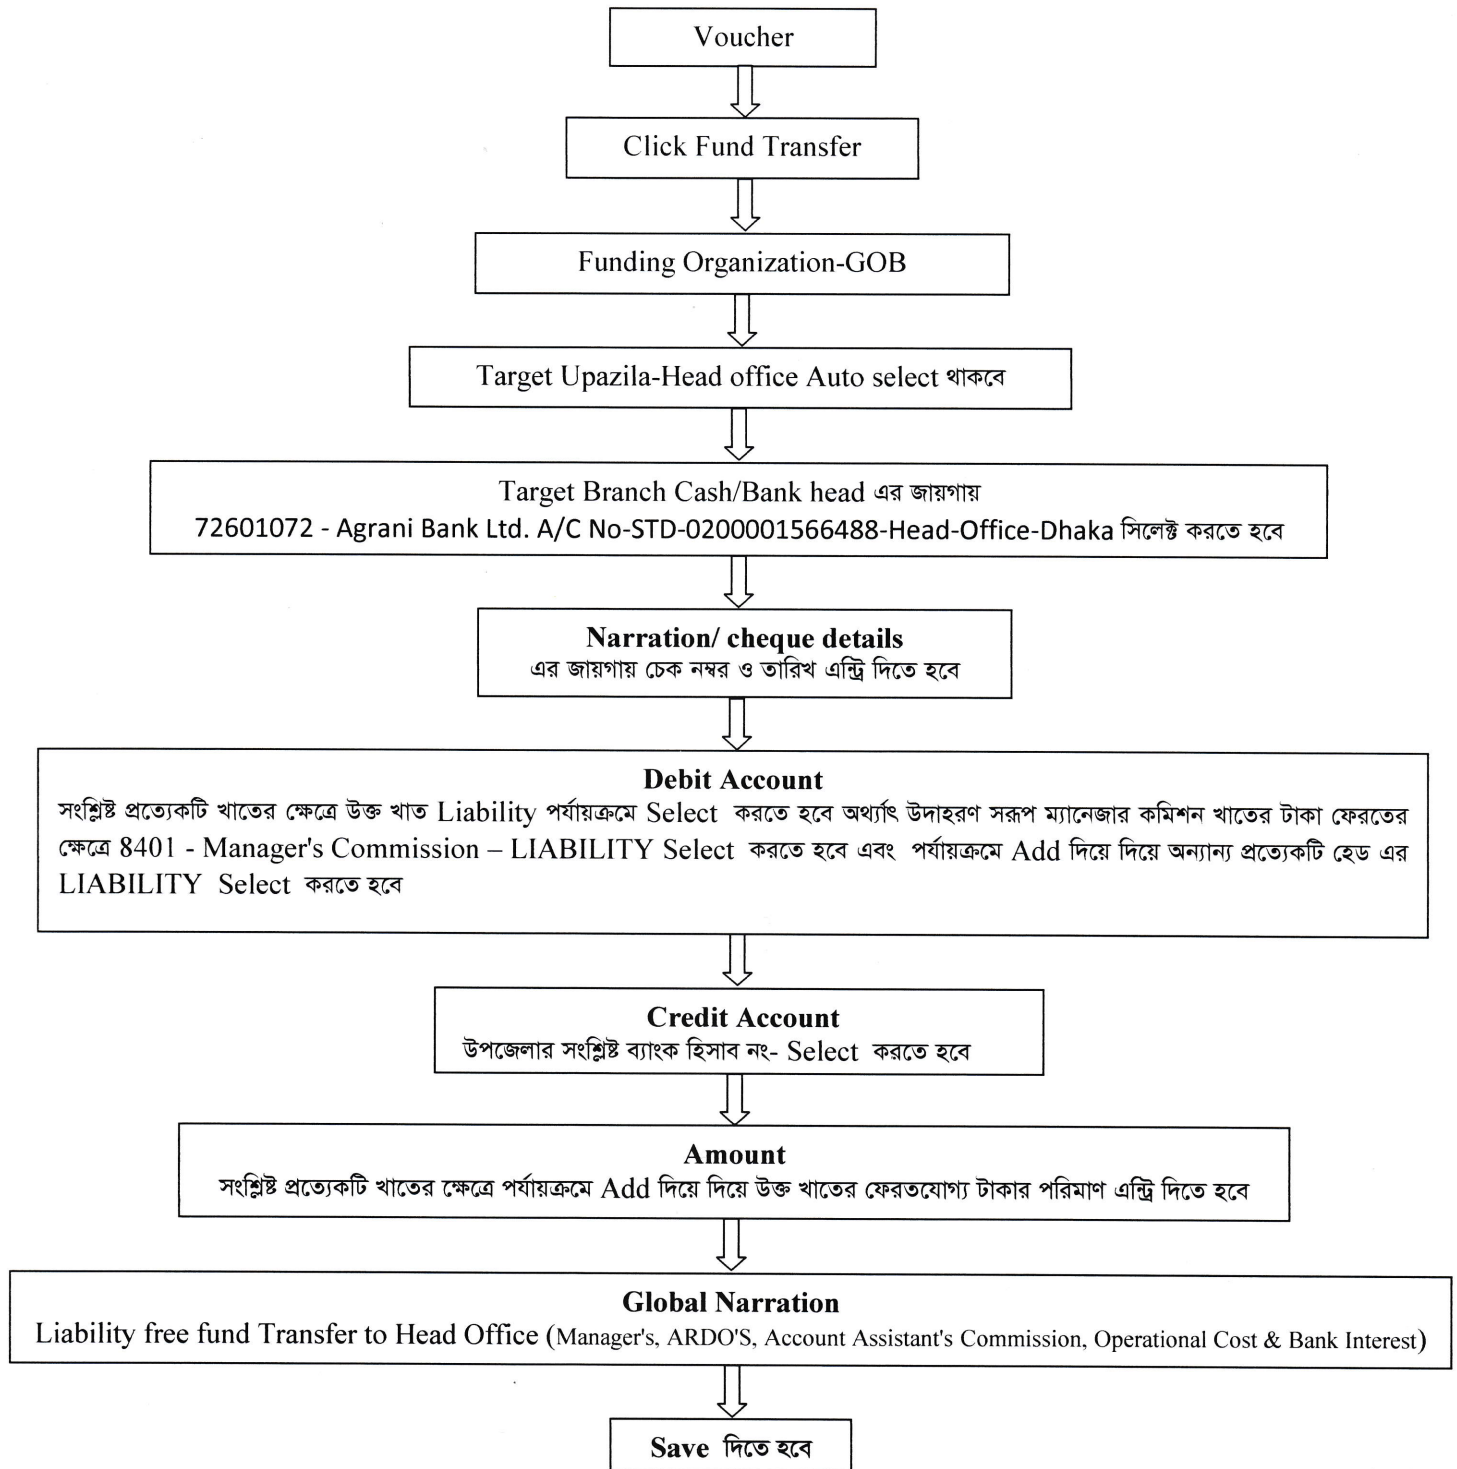 Voucher
Click Fund Transfer
Funding Organization-GOB
Target Upazila-Head office Auto select থাকবে
Target Branch Cash/Bank head এর জায়গায়
72601072 - Agrani Bank Ltd. A/C No-STD-0200001566488-Head-Office-Dhaka সিলেক্ট করতে হবে
Narration/ cheque details
এর জায়গায় চেক নম্বর ও তারিখ এন্ট্রি দিতে হবে
Debit Account
সংশ্লিষ্ট প্রত্যেকটি খাতের ক্ষেত্রে উক্ত খাত Liability পর্যায়ক্রমে Select করতে হবে অর্থ্যাৎ উদাহরণ সরূপ ম্যানেজার কমিশন খাতের টাকা ফেরতের
ক্ষেত্রে 8401 - Manager's Commission – LIABILITY Select করতে হবে এবং পর্যায়ক্রমে Add দিয়ে দিয়ে অন্যান্য প্রত্যেকটি হেড এর
LIABILITY Select করতে হবে
Credit Account
উপজেলার সংশ্লিষ্ট ব্যাংক হিসাব নং- Select করতে হবে
Amount
সংশ্লিষ্ট প্রত্যেকটি খাতের ক্ষেত্রে পর্যায়ক্রমে Add দিয়ে দিয়ে উক্ত খাতের ফেরতযোগ্য টাকার পরিমাণ এন্ট্রি দিতে হবে
Global Narration
Liability free fund Transfer to Head Office (Manager's, ARDO'S, Account Assistant's Commission, Operational Cost & Bank Interest)
Save দিতে হবে